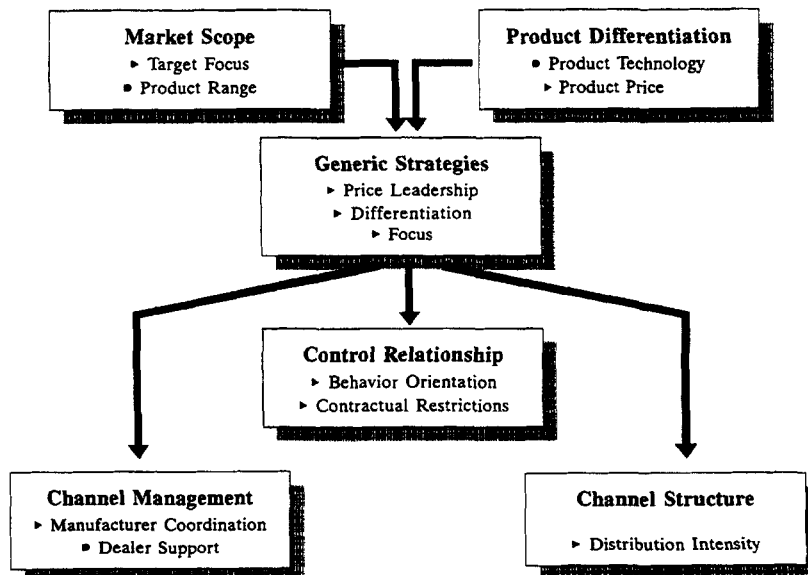 Market Scope
▸ Target Focus
● Product Range
Product Differentiation
● Product Technology
▸ Product Price
Generic Strategies
▸ Price Leadership
▸ Differentiation
▸ Focus
Control Relationship
▸ Behavior Orientation
▸ Contractual Restrictions
Channel Management
▸ Manufacturer Coordination
● Dealer Support
Channel Structure
▸ Distribution Intensity